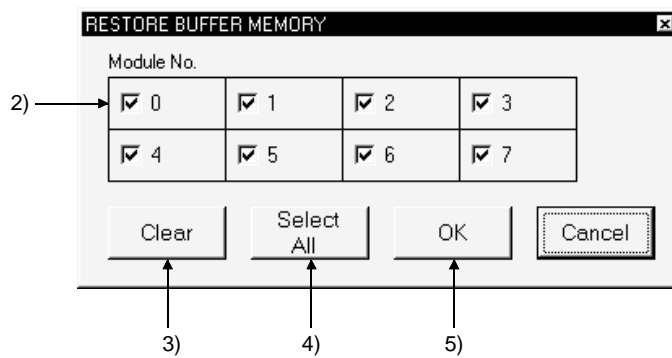 RESTORE BUFFER MEMORY
Module No.
2) 0 1 2 3
4 5 6 7
Clear Select All OK Cancel
3) 4) 5)